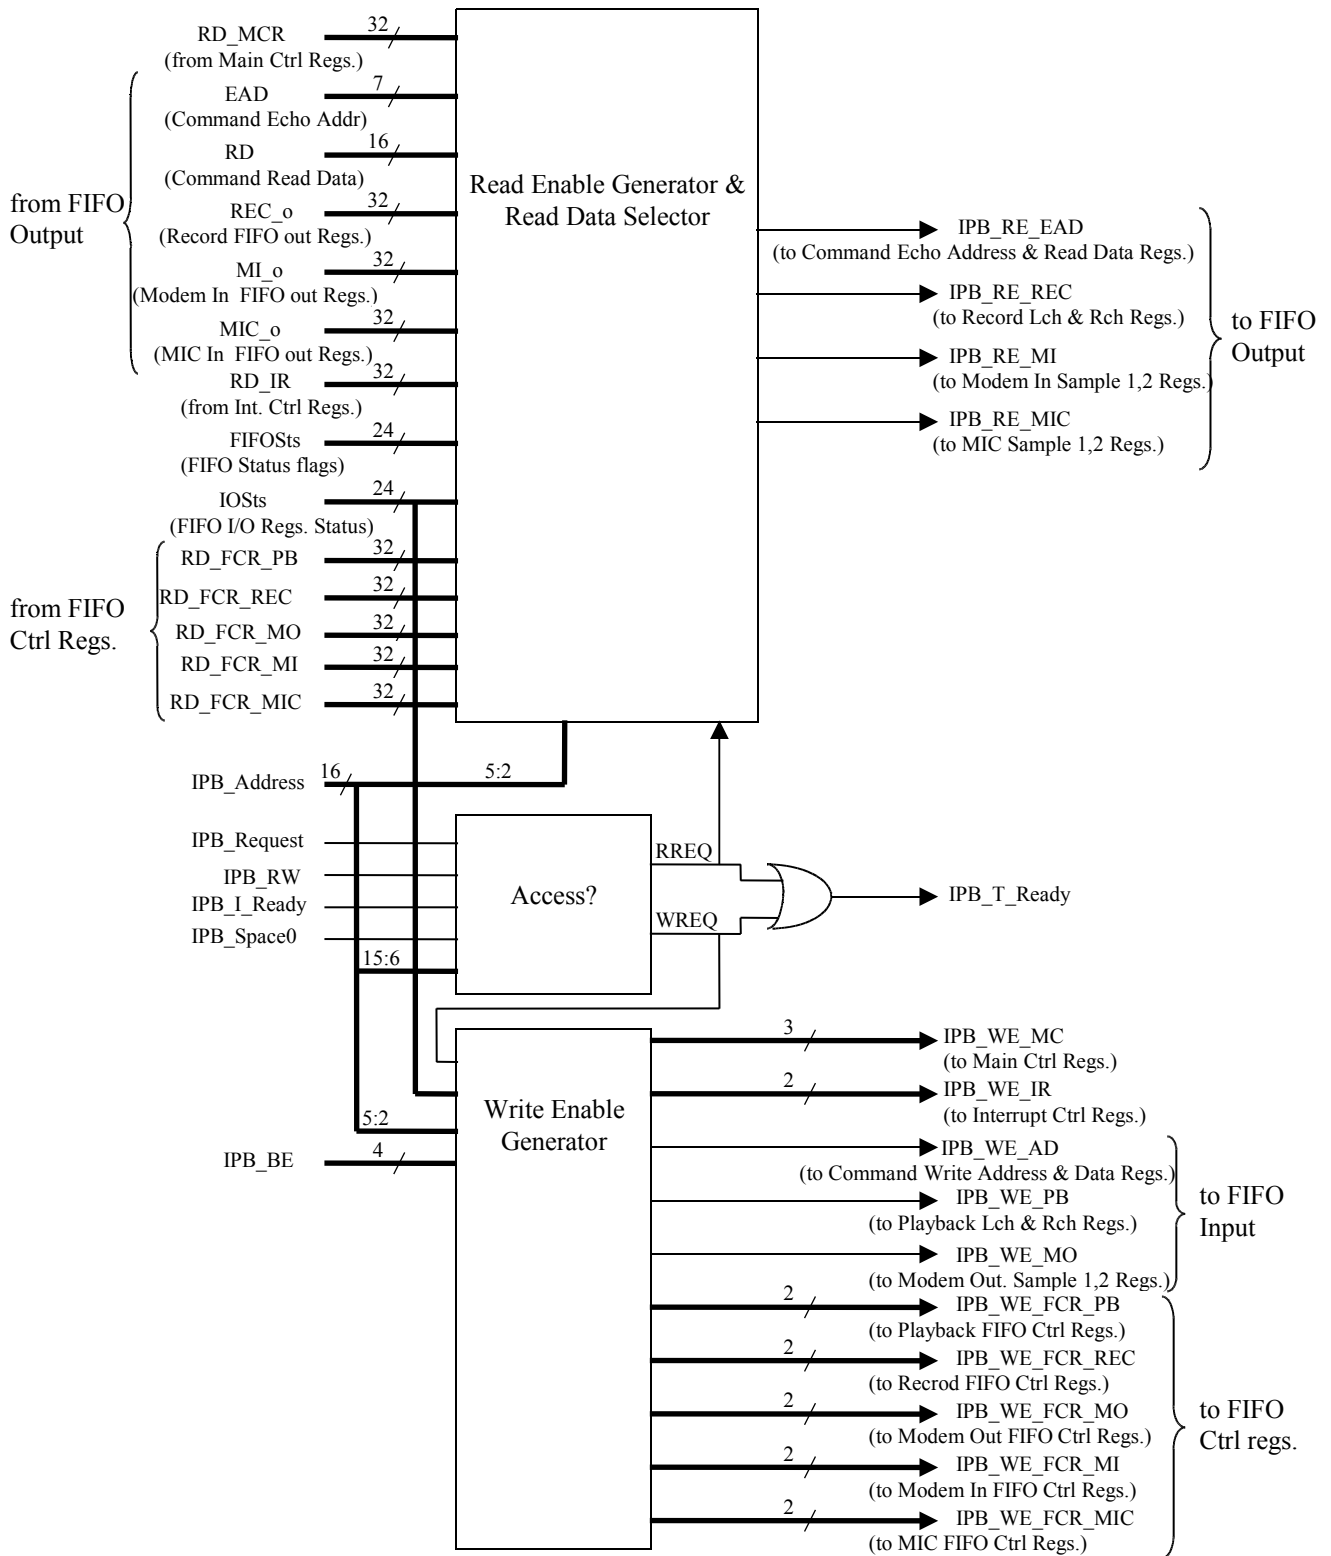 RD_MCR
32
(from Main Ctrl Regs.)
EAD
7
(Command Echo Addr)
RD
16
(Command Read Data)
from FIFO
Output
REC_o
32
(Record FIFO out Regs.)
MI_o
32
(Modem In FIFO out Regs.)
MIC_o
32
(MIC In FIFO out Regs.)
RD_IR
32
(from Int. Ctrl Regs.)
FIFOSts
24
(FIFO Status flags)
IOSts
24
(FIFO I/O Regs. Status)
RD_FCR_PB
32
RD_FCR_REC
32
RD_FCR_MO
32
RD_FCR_MI
32
RD_FCR_MIC
32
from FIFO
Ctrl Regs.
Read Enable Generator &
Read Data Selector
IPB_RE_EAD
(to Command Echo Address & Read Data Regs.)
IPB_RE_REC
(to Record Lch & Rch Regs.)
IPB_RE_MI
(to Modem In Sample 1,2 Regs.)
IPB_RE_MIC
(to MIC Sample 1,2 Regs.)
to FIFO
Output
IPB_Address
16
5:2
IPB_Request
IPB_RW
IPB_I_Ready
IPB_Space0
15:6
Access?
RREQ
WREQ
IPB_T_Ready
5:2
IPB_BE
4
Write Enable
Generator
3
IPB_WE_MC
(to Main Ctrl Regs.)
2
IPB_WE_IR
(to Interrupt Ctrl Regs.)
IPB_WE_AD
(to Command Write Address & Data Regs.)
IPB_WE_PB
(to Playback Lch & Rch Regs.)
IPB_WE_MO
(to Modem Out. Sample 1,2 Regs.)
to FIFO
Input
2
IPB_WE_FCR_PB
(to Playback FIFO Ctrl Regs.)
2
IPB_WE_FCR_REC
(to Recrod FIFO Ctrl Regs.)
2
IPB_WE_FCR_MO
(to Modem Out FIFO Ctrl Regs.)
2
IPB_WE_FCR_MI
(to Modem In FIFO Ctrl Regs.)
2
IPB_WE_FCR_MIC
(to MIC FIFO Ctrl Regs.)
to FIFO
Ctrl regs.